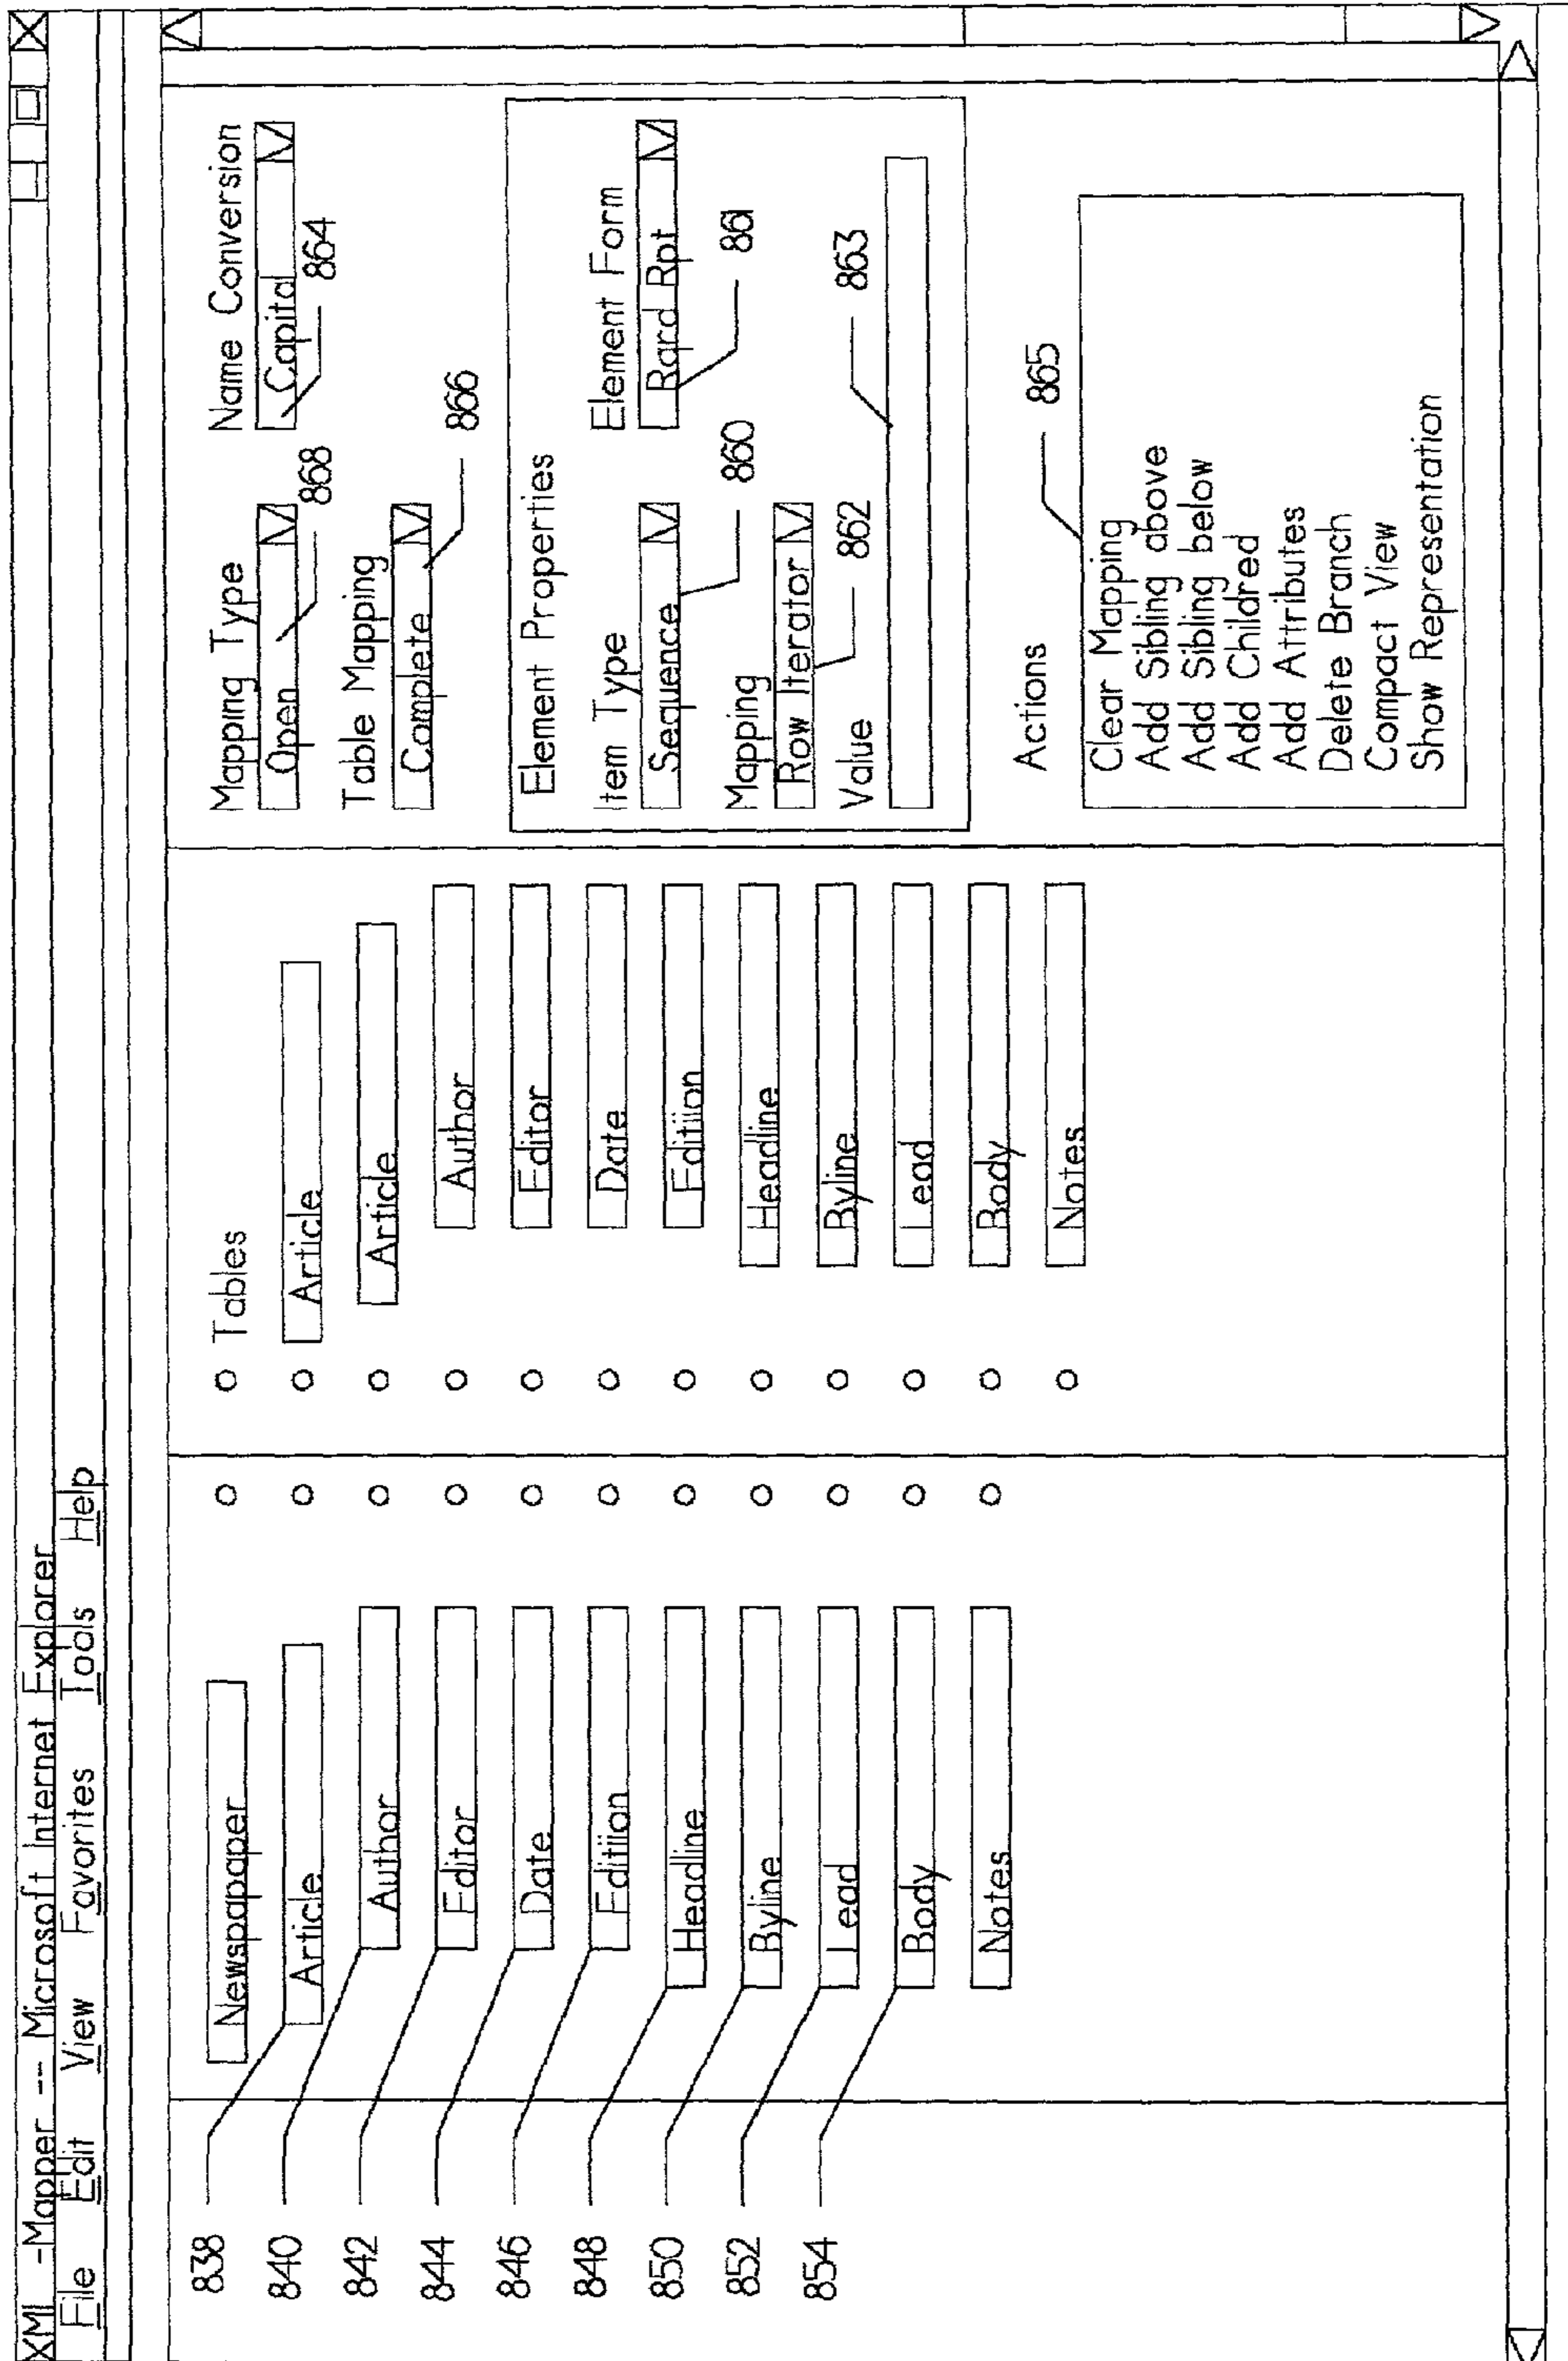 XMl -Mapper -- Microsoft Internet Explorer
File Edit View Favorites Tools Help
838
840
842
844
846
848
850
852
854
Newspapaper
Article
Author
Editor
Date
Editiion
Headline
Byline
Lead
Body
Notes
Tables
Article
Article
Author
Editor
Date
Editiion
Headline
Byline
Lead
Body
Notes
Mapping Type Name Conversion
Open Capital
868 864
Table Mapping
Complete
866
Element Properties
Item Type Element Form
Sequence Rard Rpt
860 861
Mapping
Row Iterator
862
Value 863
Actions 865
Clear Mapping
Add Sibling above
Add Sibling below
Add Childred
Add Attributes
Delete Branch
Compact View
Show Representation